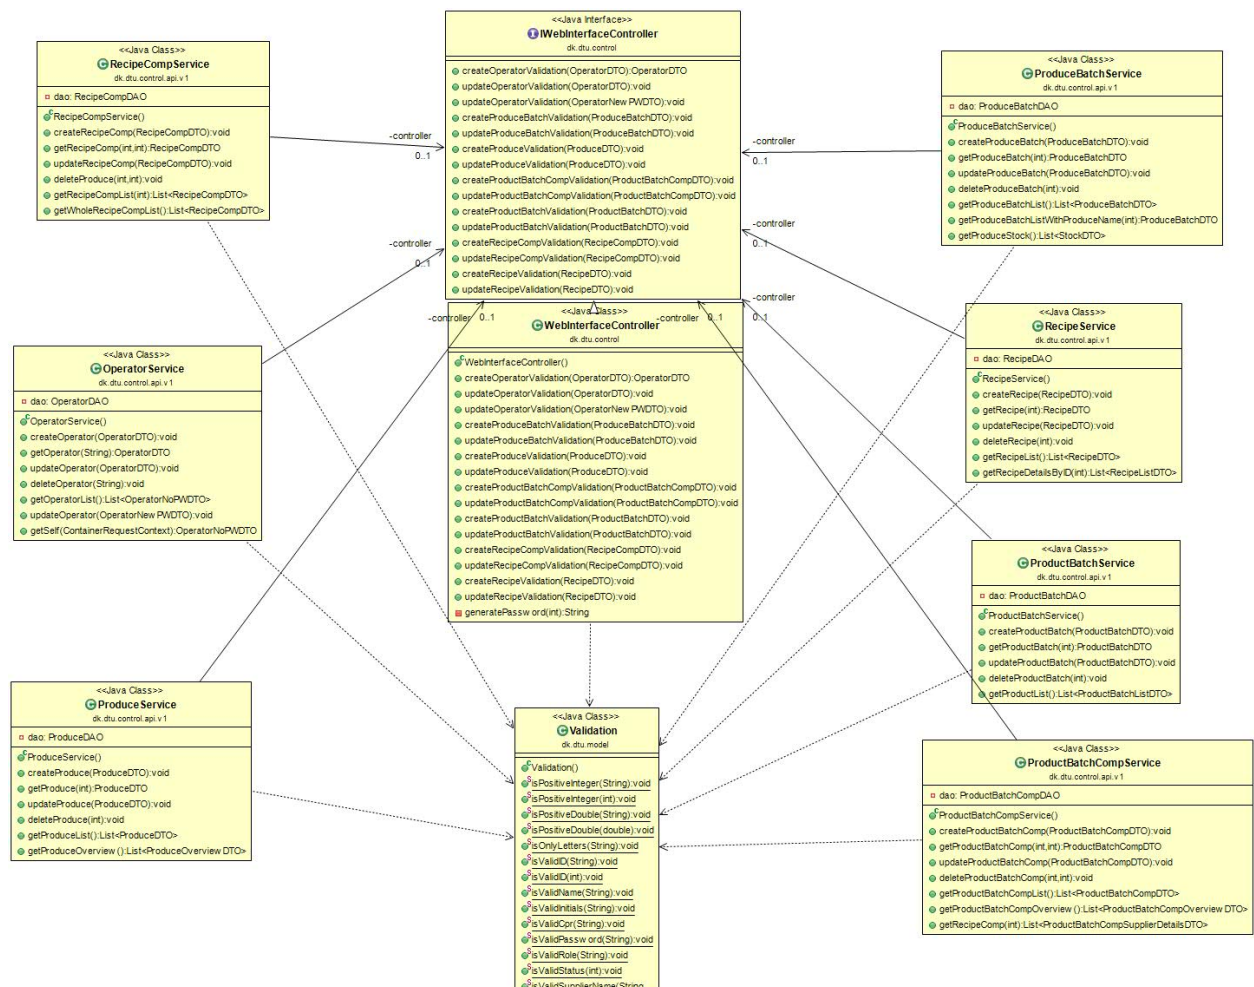 <<Java Class>>
RecipeCompService
dk.dtu.control.api.v1
dao: RecipeCompDAO
RecipeCompService()
createRecipeComp(RecipeCompDTO):void
getRecipeComp(int,int):RecipeCompDTO
updateRecipeComp(RecipeCompDTO):void
deleteProduce(int,int):void
getRecipeCompList(int):List<RecipeCompDTO>
getWholeRecipeCompList():List<RecipeCompDTO>
<<Java Interface>>
IWebInterfaceController
dk.dtu.control
createOperatorValidation(OperatorDTO):OperatorDTO
updateOperatorValidation(OperatorDTO):void
updateOperatorValidation(OperatorNewPWDTO):void
createProduceBatchValidation(ProduceBatchDTO):void
updateProduceBatchValidation(ProduceBatchDTO):void
createProduceValidation(ProduceDTO):void
updateProduceValidation(ProduceDTO):void
createProductBatchCompValidation(ProductBatchCompDTO):void
updateProductBatchCompValidation(ProductBatchCompDTO):void
createProductBatchValidation(ProductBatchDTO):void
updateProductBatchValidation(ProductBatchDTO):void
createRecipeCompValidation(RecipeCompDTO):void
updateRecipeCompValidation(RecipeCompDTO):void
createRecipeValidation(RecipeDTO):void
updateRecipeValidation(RecipeDTO):void
<<Java Class>>
ProduceBatchService
dk.dtu.control.api.v1
dao: ProduceBatchDAO
ProduceBatchService()
createProduceBatch(ProduceBatchDTO):void
getProduceBatch(int):ProduceBatchDTO
updateProduceBatch(ProduceBatchDTO):void
deleteProduceBatch(int):void
getProduceBatchList():List<ProduceBatchDTO>
getProduceBatchListWithProduceName(int):ProduceBatchDTO
getProduceStock():List<StockDTO>
-controller
0..1
-controller
0..1
-controller
0..1
-controller
0..1
-controller
0..1
-controller
0..1
-controller
0..1
<<Java Class>>
WebInterfaceController
dk.dtu.control
WebInterfaceController()
createOperatorValidation(OperatorDTO):OperatorDTO
updateOperatorValidation(OperatorDTO):void
updateOperatorValidation(OperatorNewPWDTO):void
createProduceBatchValidation(ProduceBatchDTO):void
updateProduceBatchValidation(ProduceBatchDTO):void
createProduceValidation(ProduceDTO):void
updateProduceValidation(ProduceDTO):void
createProductBatchCompValidation(ProductBatchCompDTO):void
updateProductBatchCompValidation(ProductBatchCompDTO):void
createProductBatchValidation(ProductBatchDTO):void
updateProductBatchValidation(ProductBatchDTO):void
createRecipeCompValidation(RecipeCompDTO):void
updateRecipeCompValidation(RecipeCompDTO):void
createRecipeValidation(RecipeDTO):void
updateRecipeValidation(RecipeDTO):void
generatePassword(int):String
<<Java Class>>
RecipeService
dk.dtu.control.api.v1
dao: RecipeDAO
RecipeService()
createRecipe(RecipeDTO):void
getRecipe(int):RecipeDTO
updateRecipe(RecipeDTO):void
deleteRecipe(int):void
getRecipeList():List<RecipeDTO>
getRecipeDetailsByID(int):List<RecipeListDTO>
<<Java Class>>
OperatorService
dk.dtu.control.api.v1
dao: OperatorDAO
OperatorService()
createOperator(OperatorDTO):void
getOperator(String):OperatorDTO
updateOperator(OperatorDTO):void
deleteOperator(String):void
getOperatorList():List<OperatorNoPWDTO>
updateOperator(OperatorNewPWDTO):void
getSelf(ContainerRequestContext):OperatorNoPWDTO
<<Java Class>>
ProductBatchService
dk.dtu.control.api.v1
dao: ProductBatchDAO
ProductBatchService()
createProductBatch(ProductBatchDTO):void
getProductBatch(int):ProductBatchDTO
updateProductBatch(ProductBatchDTO):void
deleteProductBatch(int):void
getProductList():List<ProductBatchListDTO>
<<Java Class>>
ProduceService
dk.dtu.control.api.v1
dao: ProduceDAO
ProduceService()
createProduce(ProduceDTO):void
getProduce(int):ProduceDTO
updateProduce(ProduceDTO):void
deleteProduce(int):void
getProduceList():List<ProduceDTO>
getProduceOverview():List<ProduceOverviewDTO>
<<Java Class>>
Validation
dk.dtu.model
Validation()
isPositiveInteger(String):void
isPositiveInteger(int):void
isPositiveDouble(String):void
isPositiveDouble(double):void
isOnlyLetters(String):void
isValidID(String):void
isValidID(int):void
isValidName(String):void
isValidInitials(String):void
isValidCpr(String):void
isValidPassword(String):void
isValidRole(String):void
isValidStatus(int):void
isValidSupplierName(String
<<Java Class>>
ProductBatchCompService
dk.dtu.control.api.v1
dao: ProductBatchCompDAO
ProductBatchCompService()
createProductBatchComp(ProductBatchCompDTO):void
getProductBatchComp(int,int):ProductBatchCompDTO
updateProductBatchComp(ProductBatchCompDTO):void
deleteProductBatchComp(int,int):void
getProductBatchCompList():List<ProductBatchCompDTO>
getProductBatchCompOverview():List<ProductBatchCompOverviewDTO>
getRecipeComp(int):List<ProductBatchCompSupplierDetailsDTO>